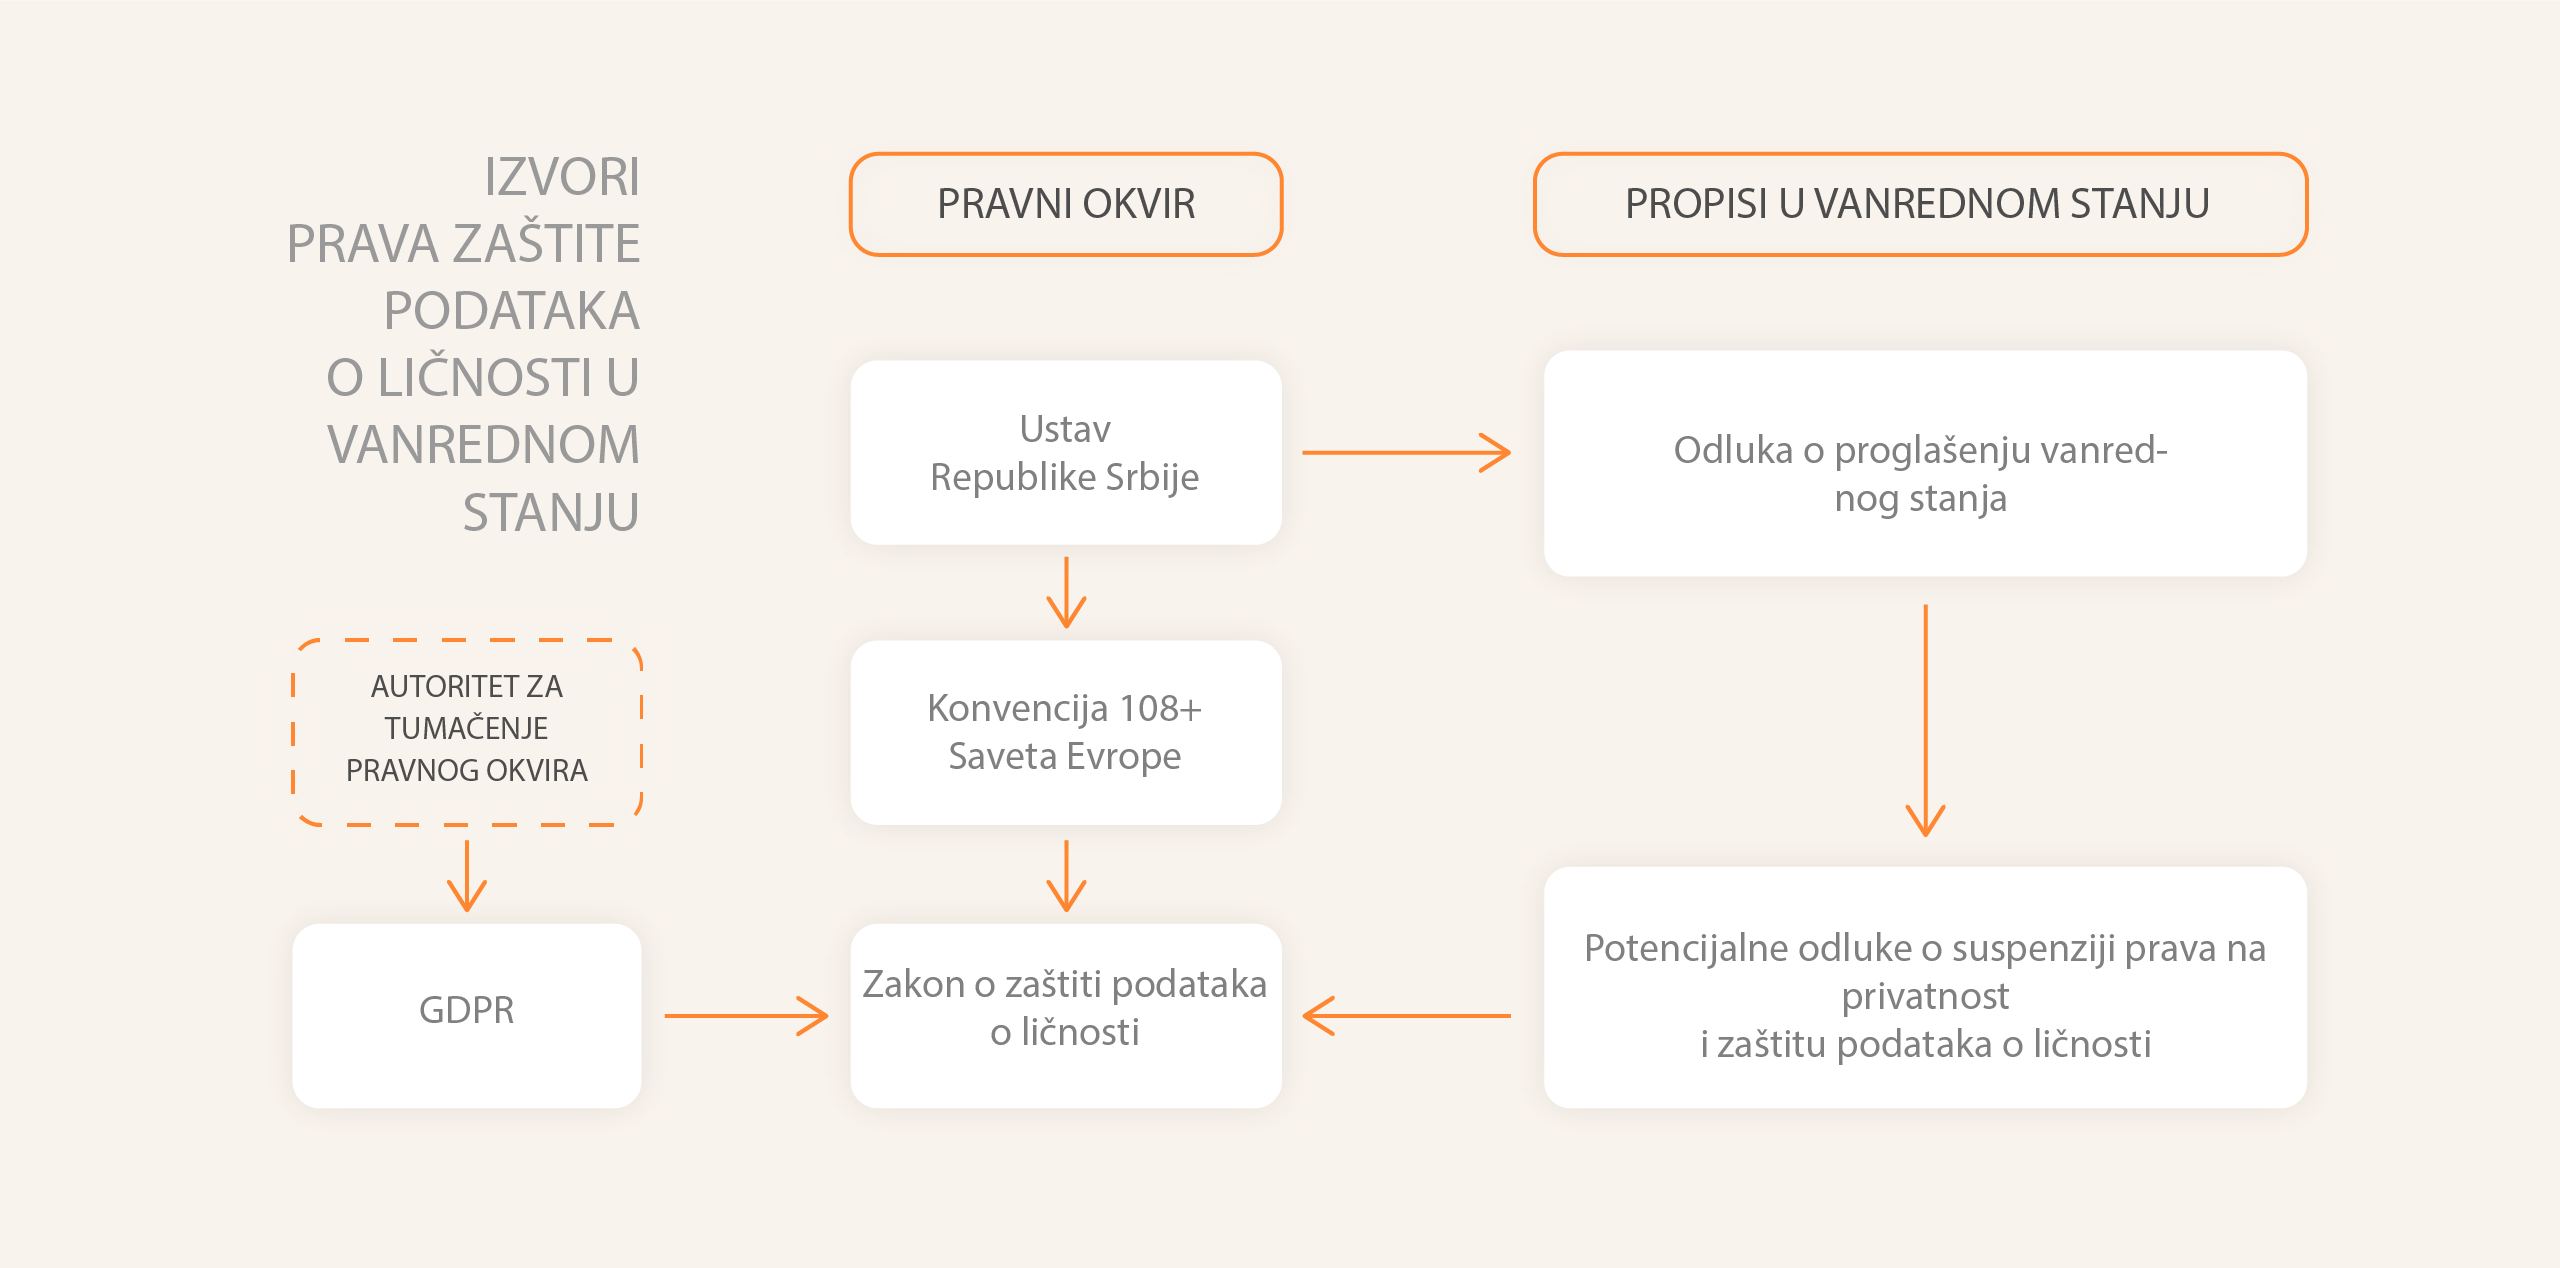 IZVORI
PRAVA ZAŠTITE
PODATAKA
O LIČNOSTI U
VANREDNOM
STANJU
PRAVNI OKVIR
PROPISI U VANREDNOM STANJU
Ustav
Republike Srbije
Odluka o proglašenju vanred-
nog stanja
AUTORITET ZA
TUMAČENJE
PRAVNOG OKVIRA
Konvencija 108+
Saveta Evrope
GDPR
Zakon o zaštiti podataka
o ličnosti
Potencijalne odluke o suspenziji prava na
privatnost
i zaštitu podataka o ličnosti